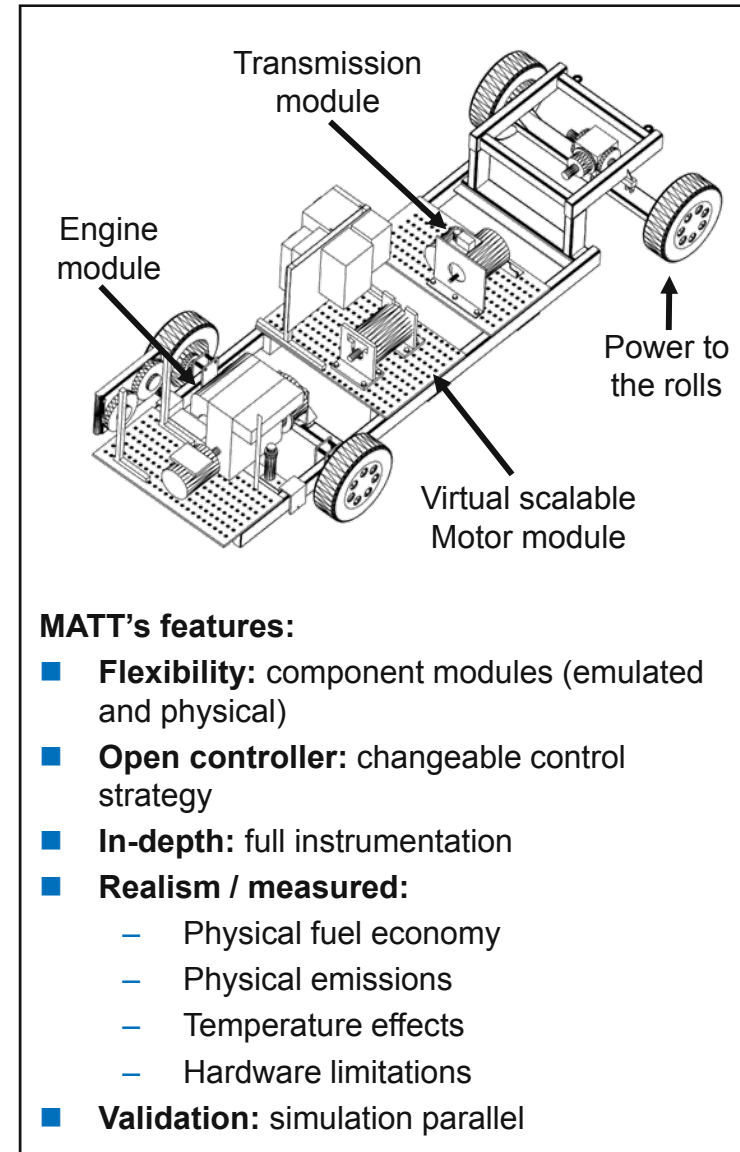 Transmission
module
Engine
module
Power to
the rolls
Virtual scalable
Motor module
MATT’s features:
■ Flexibility: component modules (emulated
and physical)
■ Open controller: changeable control
strategy
■ In-depth: full instrumentation
■ Realism / measured:
– Physical fuel economy
– Physical emissions
– Temperature effects
– Hardware limitations
■ Validation: simulation parallel